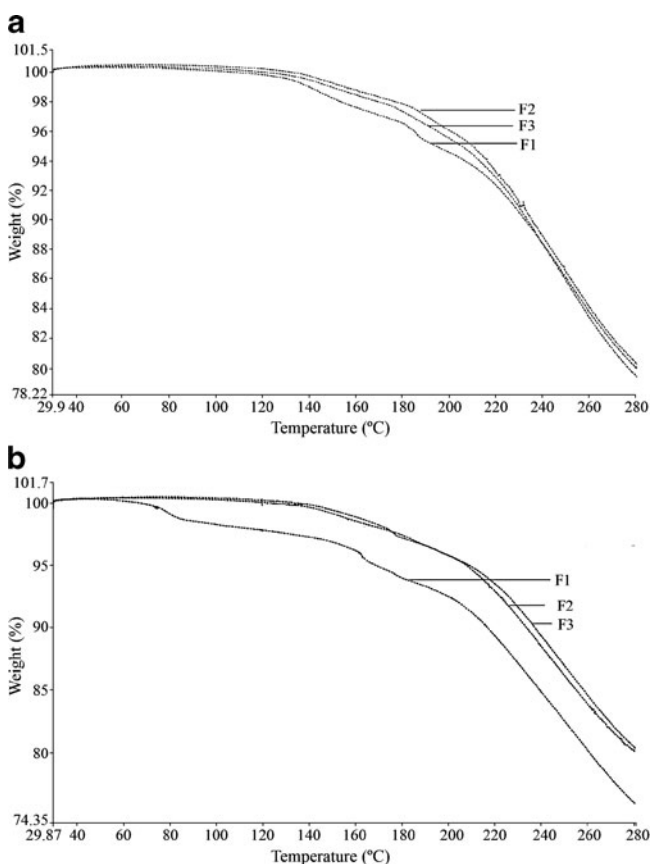 a
101.5
100
98
96
94
92
90
88
86
84
82
80
78.22
Weight (%)
F2
F3
F1
29.9 40 60 80 100 120 140 160 180 200 220 240 260 280
Temperature (ºC)
b
101.7
100
95
90
85
80
74.35
Weight (%)
F1
F2
F3
29.87 40 60 80 100 120 140 160 180 200 220 240 260 280
Temperature (ºC)